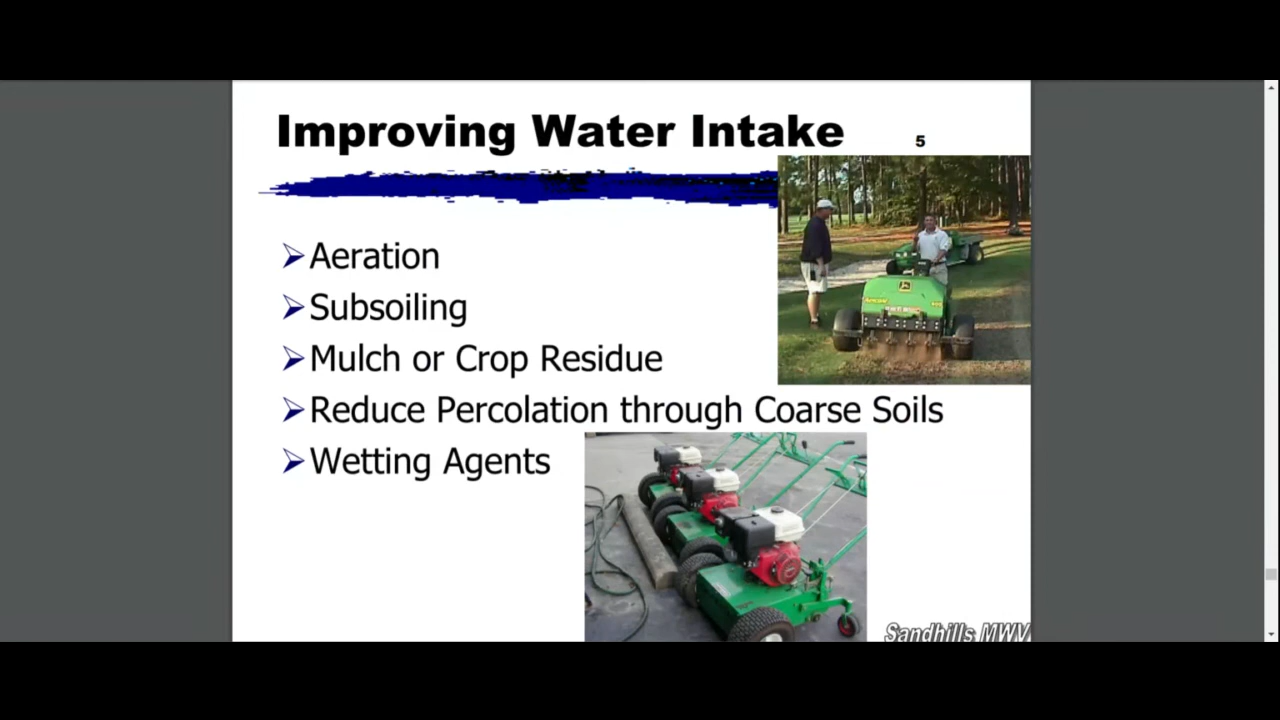 Improving Water Intake
5
Aeration
Subsoiling
Mulch or Crop Residue
Reduce Percolation through Coarse Soils
Wetting Agents
Sandhills MWV